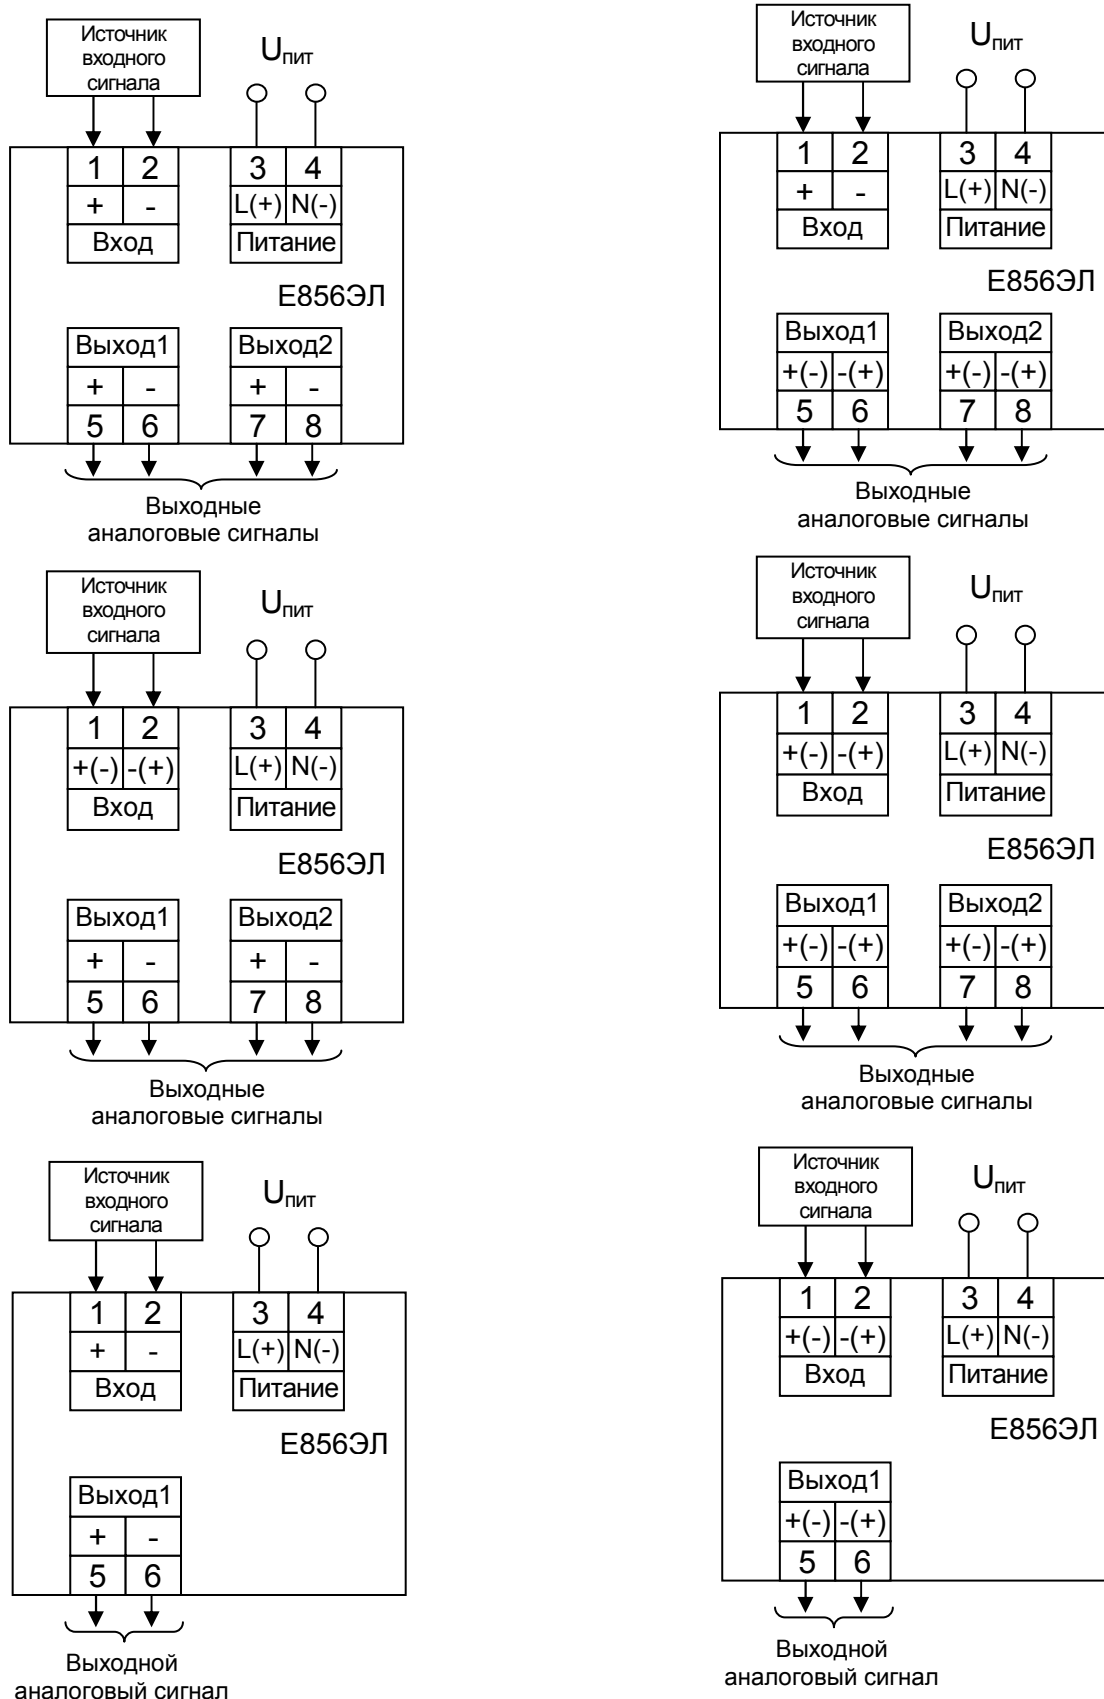 Источник
входного
сигнала
Uпит
1 2 3 4
+ - L(+) N(-)
Вход Питание
Е856ЭЛ
Выход1 Выход2
+ - + -
5 6 7 8
Выходные
аналоговые сигналы
Источник
входного
сигнала
Uпит
1 2 3 4
+ - L(+) N(-)
Вход Питание
Е856ЭЛ
Выход1 Выход2
+(-) -(+) +(-) -(+)
5 6 7 8
Выходные
аналоговые сигналы
Источник
входного
сигнала
Uпит
1 2 3 4
+(-) -(+) L(+) N(-)
Вход Питание
Е856ЭЛ
Выход1 Выход2
+ - + -
5 6 7 8
Выходные
аналоговые сигналы
Источник
входного
сигнала
Uпит
1 2 3 4
+(-) -(+) L(+) N(-)
Вход Питание
Е856ЭЛ
Выход1 Выход2
+(-) -(+) +(-) -(+)
5 6 7 8
Выходные
аналоговые сигналы
Источник
входного
сигнала
Uпит
1 2 3 4
+ - L(+) N(-)
Вход Питание
Е856ЭЛ
Выход1
+ -
5 6
Выходной
аналоговый сигнал
Источник
входного
сигнала
Uпит
1 2 3 4
+(-) -(+) L(+) N(-)
Вход Питание
Е856ЭЛ
Выход1
+(-) -(+)
5 6
Выходной
аналоговый сигнал